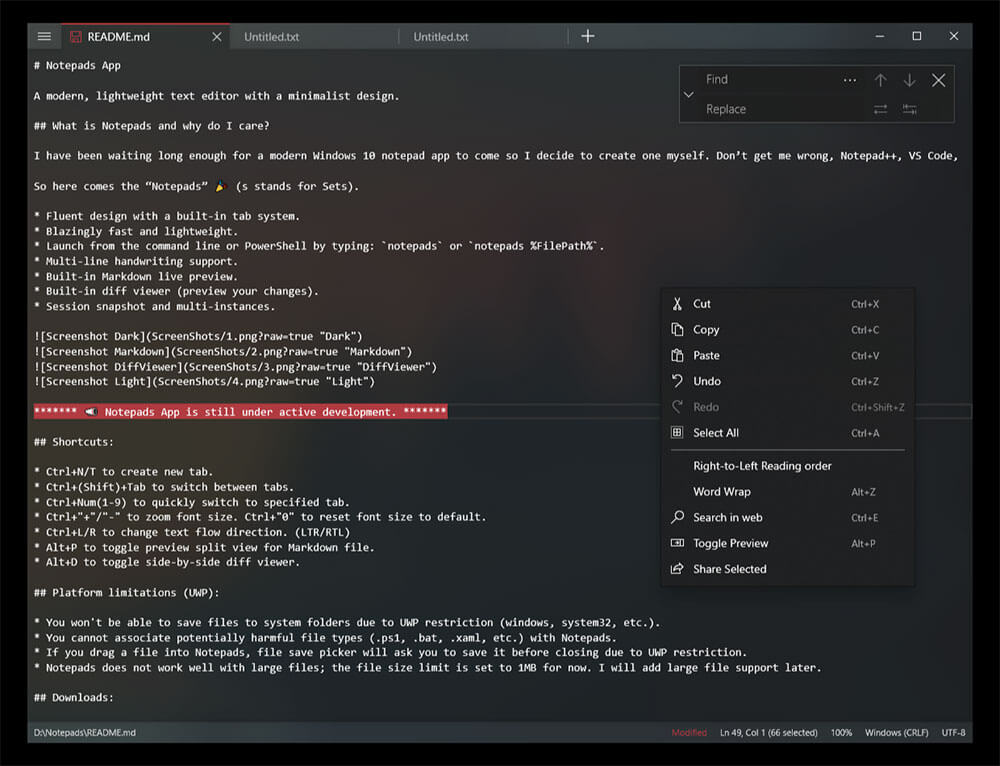 README.md
Untitled.txt
Untitled.txt
# Notepads App
Find
A modern, lightweight text editor with a minimalist design.
Replace
## What is Notepads and why do I care?
I have been waiting long enough for a modern Windows 10 notepad app to come so I decide to create one myself. Don’t get me wrong, Notepad++, VS Code,
So here comes the “Notepads” 🎉 (s stands for Sets).
* Fluent design with a built-in tab system.
* Blazingly fast and lightweight.
* Launch from the command line or PowerShell by typing: `notepads` or `notepads %FilePath%`.
* Multi-line handwriting support.
* Built-in Markdown live preview.
* Built-in diff viewer (preview your changes).
* Session snapshot and multi-instances.
![Screenshot Dark](ScreenShots/1.png?raw=true "Dark")
![Screenshot Markdown](ScreenShots/2.png?raw=true "Markdown")
![Screenshot DiffViewer](ScreenShots/3.png?raw=true "DiffViewer")
![Screenshot Light](ScreenShots/4.png?raw=true "Light")
******* 📢 Notepads App is still under active development. *******
## Shortcuts:
* Ctrl+N/T to create new tab.
* Ctrl+(Shift)+Tab to switch between tabs.
* Ctrl+Num(1-9) to quickly switch to specified tab.
* Ctrl+"+"/"-" to zoom font size. Ctrl+"0" to reset font size to default.
* Ctrl+L/R to change text flow direction. (LTR/RTL)
* Alt+P to toggle preview split view for Markdown file.
* Alt+D to toggle side-by-side diff viewer.
## Platform limitations (UWP):
* You won't be able to save files to system folders due to UWP restriction (windows, system32, etc.).
* You cannot associate potentially harmful file types (.ps1, .bat, .xaml, etc.) with Notepads.
* If you drag a file into Notepads, file save picker will ask you to save it before closing due to UWP restriction.
* Notepads does not work well with large files; the file size limit is set to 1MB for now. I will add large file support later.
## Downloads:
Cut Ctrl+X
Copy Ctrl+C
Paste Ctrl+V
Undo Ctrl+Z
Redo Ctrl+Shift+Z
Select All Ctrl+A
Right-to-Left Reading order
Word Wrap Alt+Z
Search in web Ctrl+E
Toggle Preview Alt+P
Share Selected
D:\Notepads\README.md
Modified Ln 49, Col 1 (66 selected) 100% Windows (CRLF) UTF-8